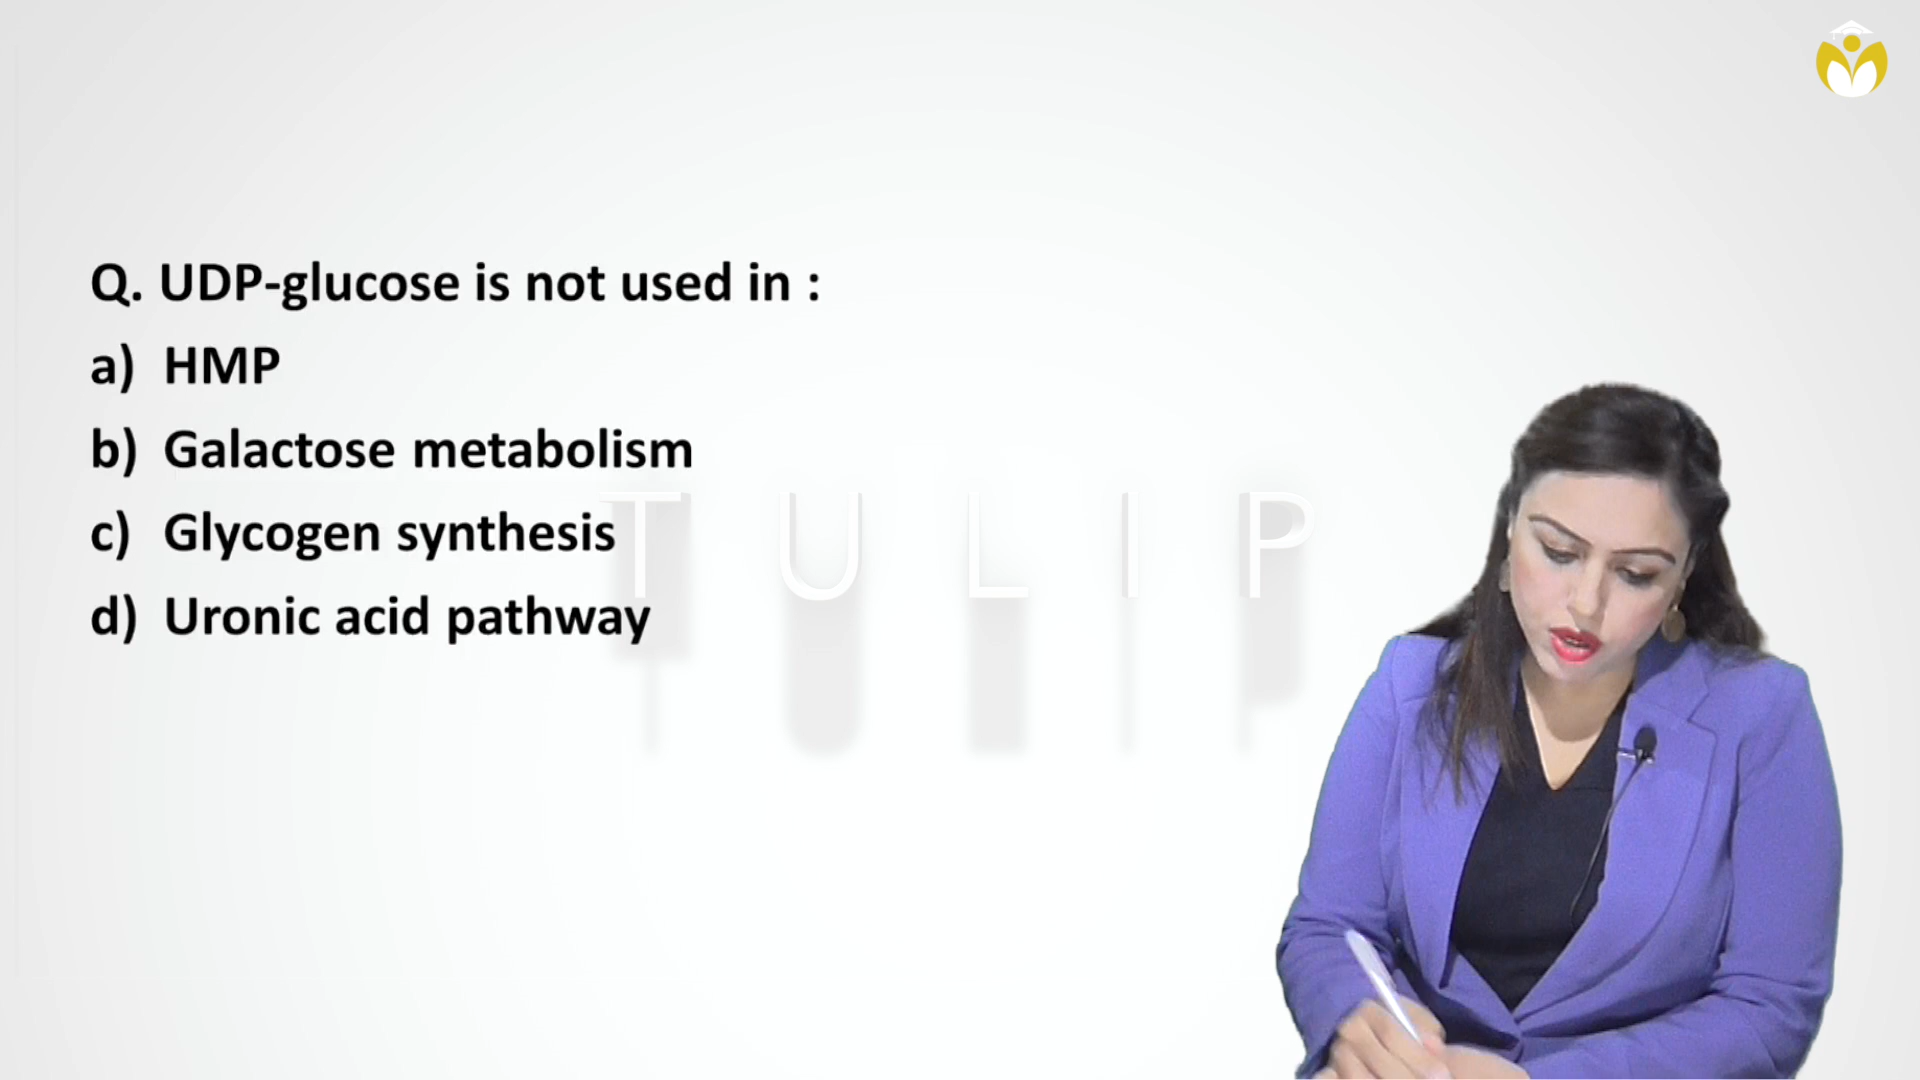 Q. UDP-glucose is not used in :
a) HMP
b) Galactose metabolism
c) Glycogen synthesis
d) Uronic acid pathway
TULIP